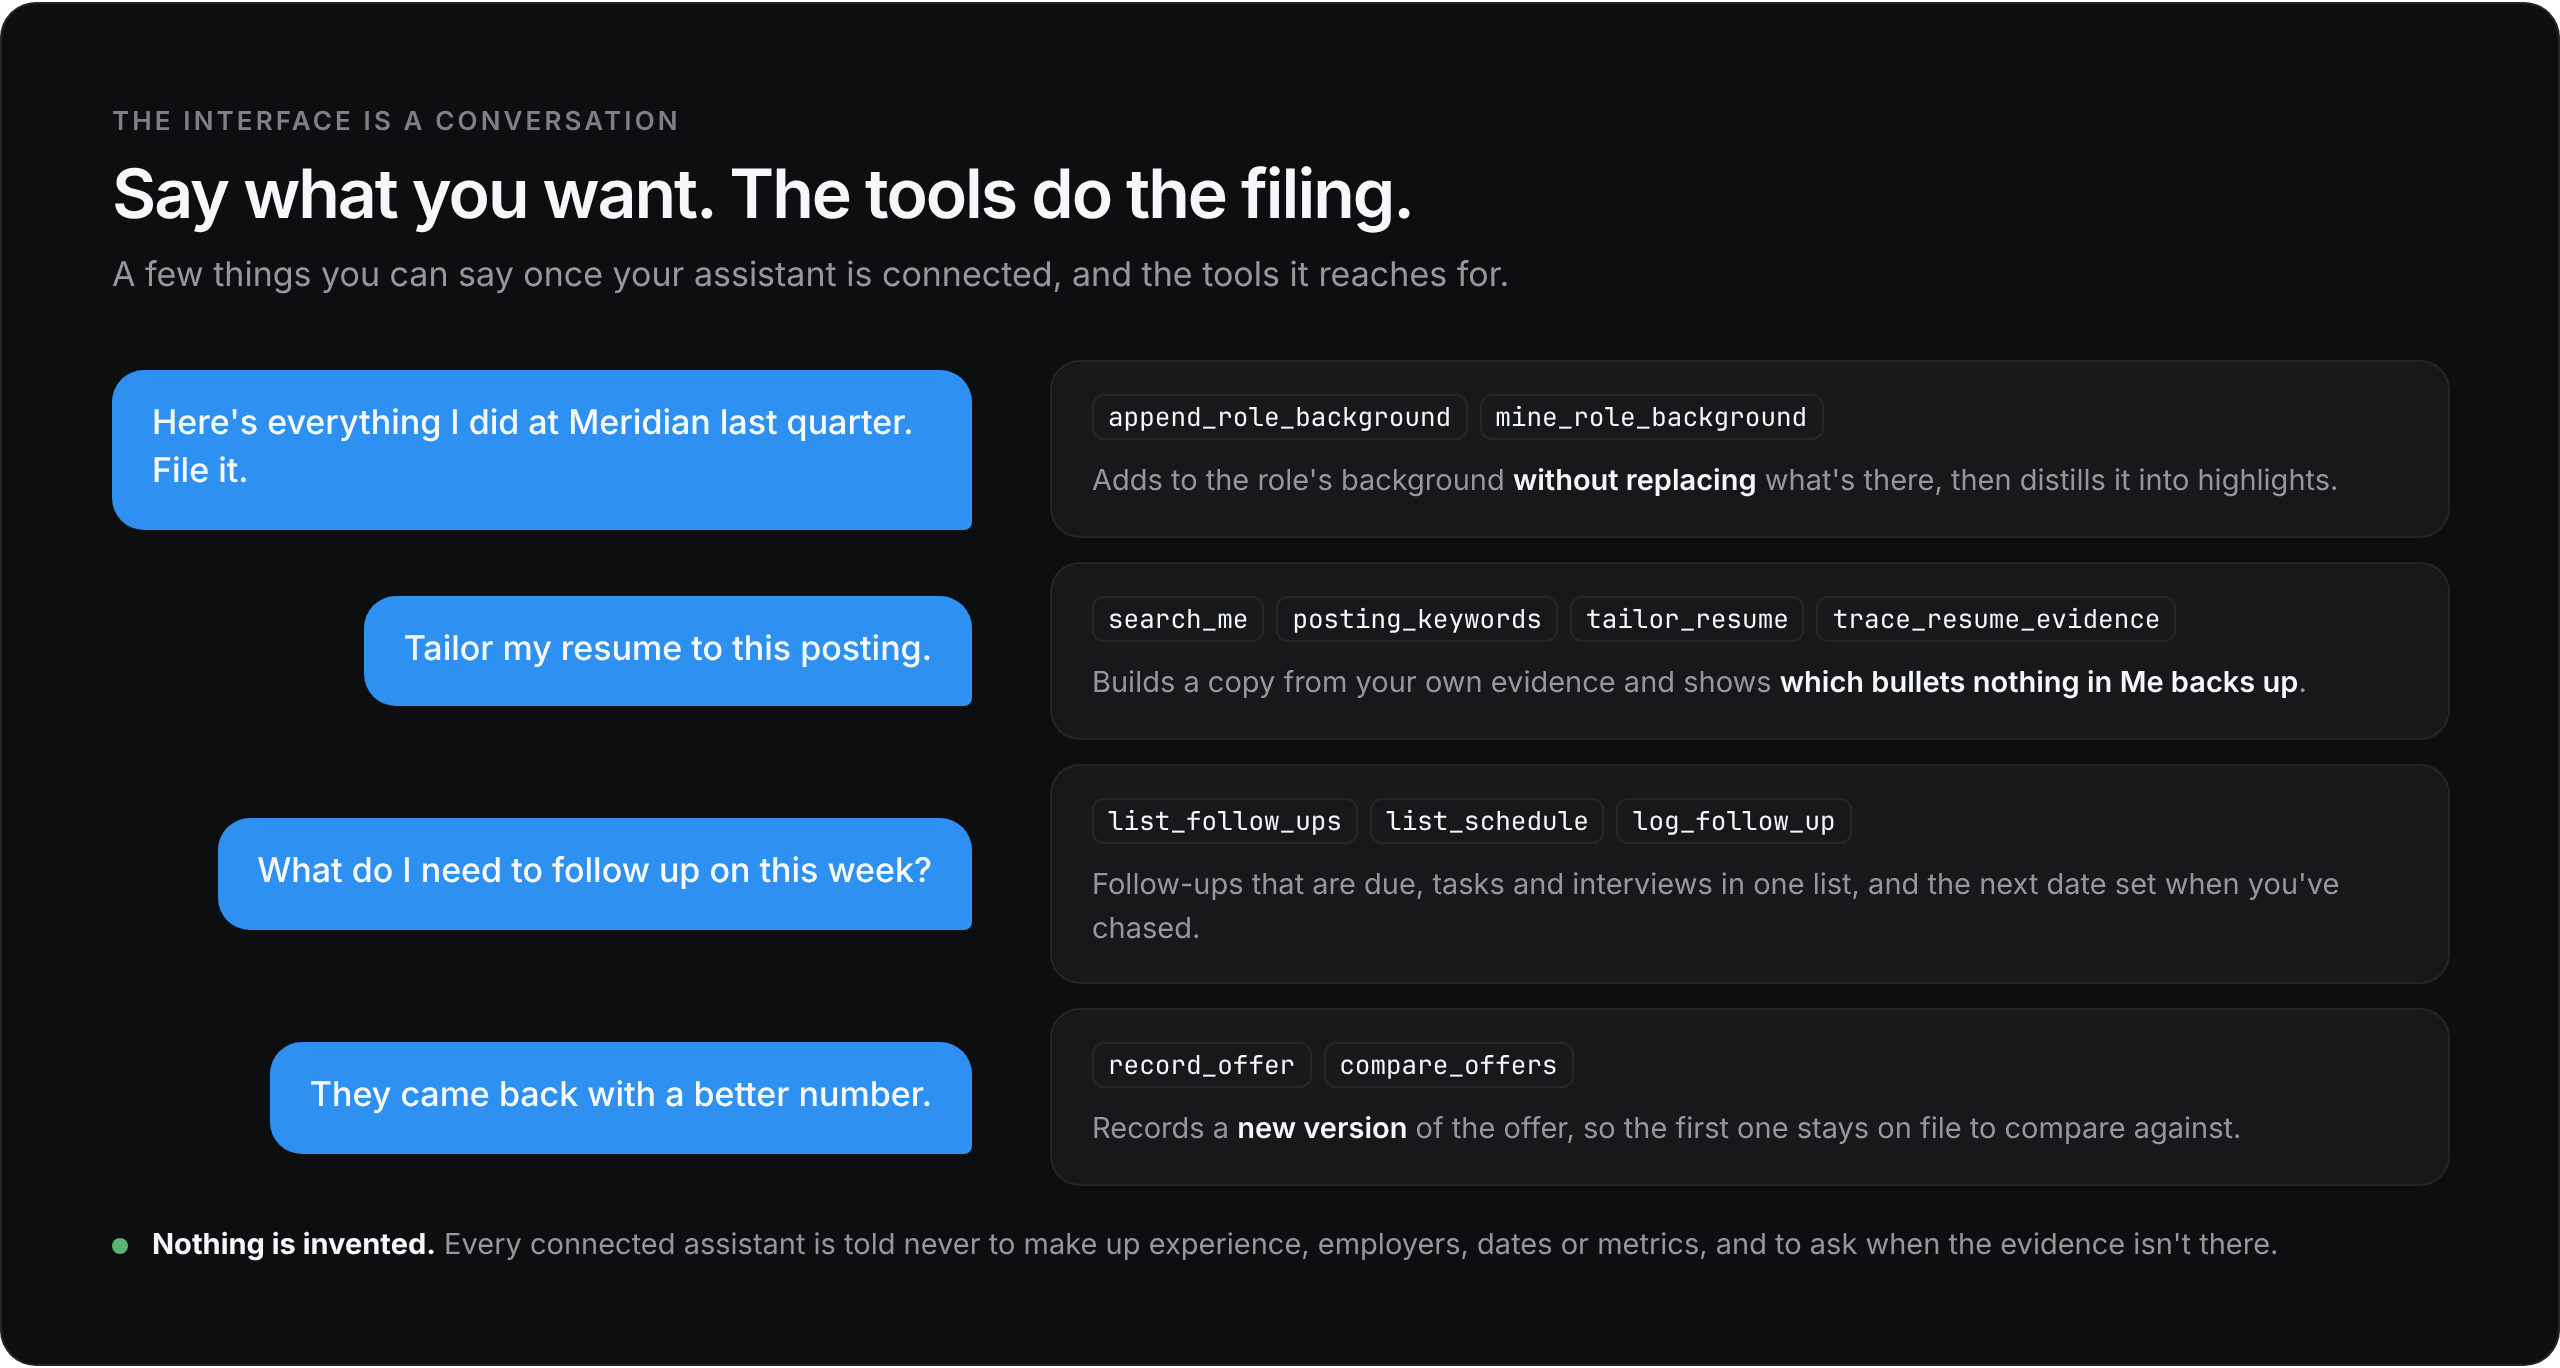 THE INTERFACE IS A CONVERSATION
Say what you want. The tools do the filing.
A few things you can say once your assistant is connected, and the tools it reaches for.
Here's everything I did at Meridian last quarter.
File it.
append_role_background mine_role_background
Adds to the role's background without replacing what's there, then distills it into highlights.
Tailor my resume to this posting.
search_me posting_keywords tailor_resume trace_resume_evidence
Builds a copy from your own evidence and shows which bullets nothing in Me backs up.
What do I need to follow up on this week?
list_follow_ups list_schedule log_follow_up
Follow-ups that are due, tasks and interviews in one list, and the next date set when you've
chased.
They came back with a better number.
record_offer compare_offers
Records a new version of the offer, so the first one stays on file to compare against.
Nothing is invented. Every connected assistant is told never to make up experience, employers, dates or metrics, and to ask when the evidence isn't there.